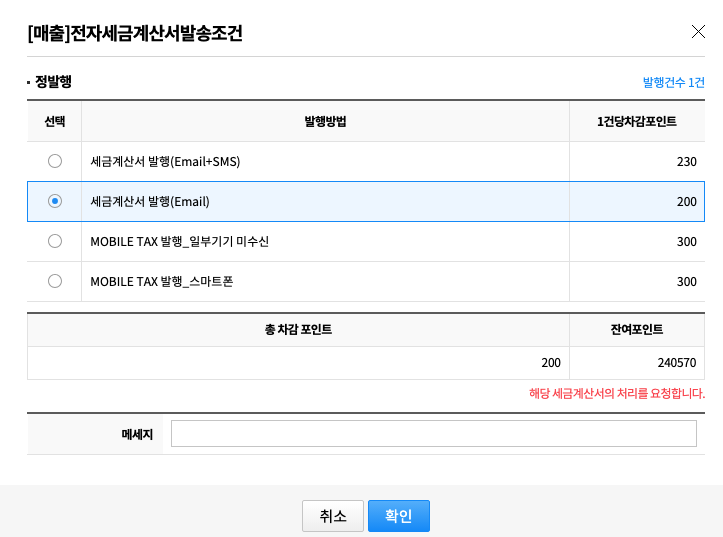 [매출]전자세금계산서발송조건
정발행
발행건수 1건
선택 발행방법 1건당차감포인트
세금계산서 발행(Email+SMS) 230
세금계산서 발행(Email) 200
MOBILE TAX 발행_일부기기 미수신 300
MOBILE TAX 발행_스마트폰 300
총 차감 포인트 잔여포인트
200 240570
해당 세금계산서의 처리를 요청합니다.
메세지
취소 확인